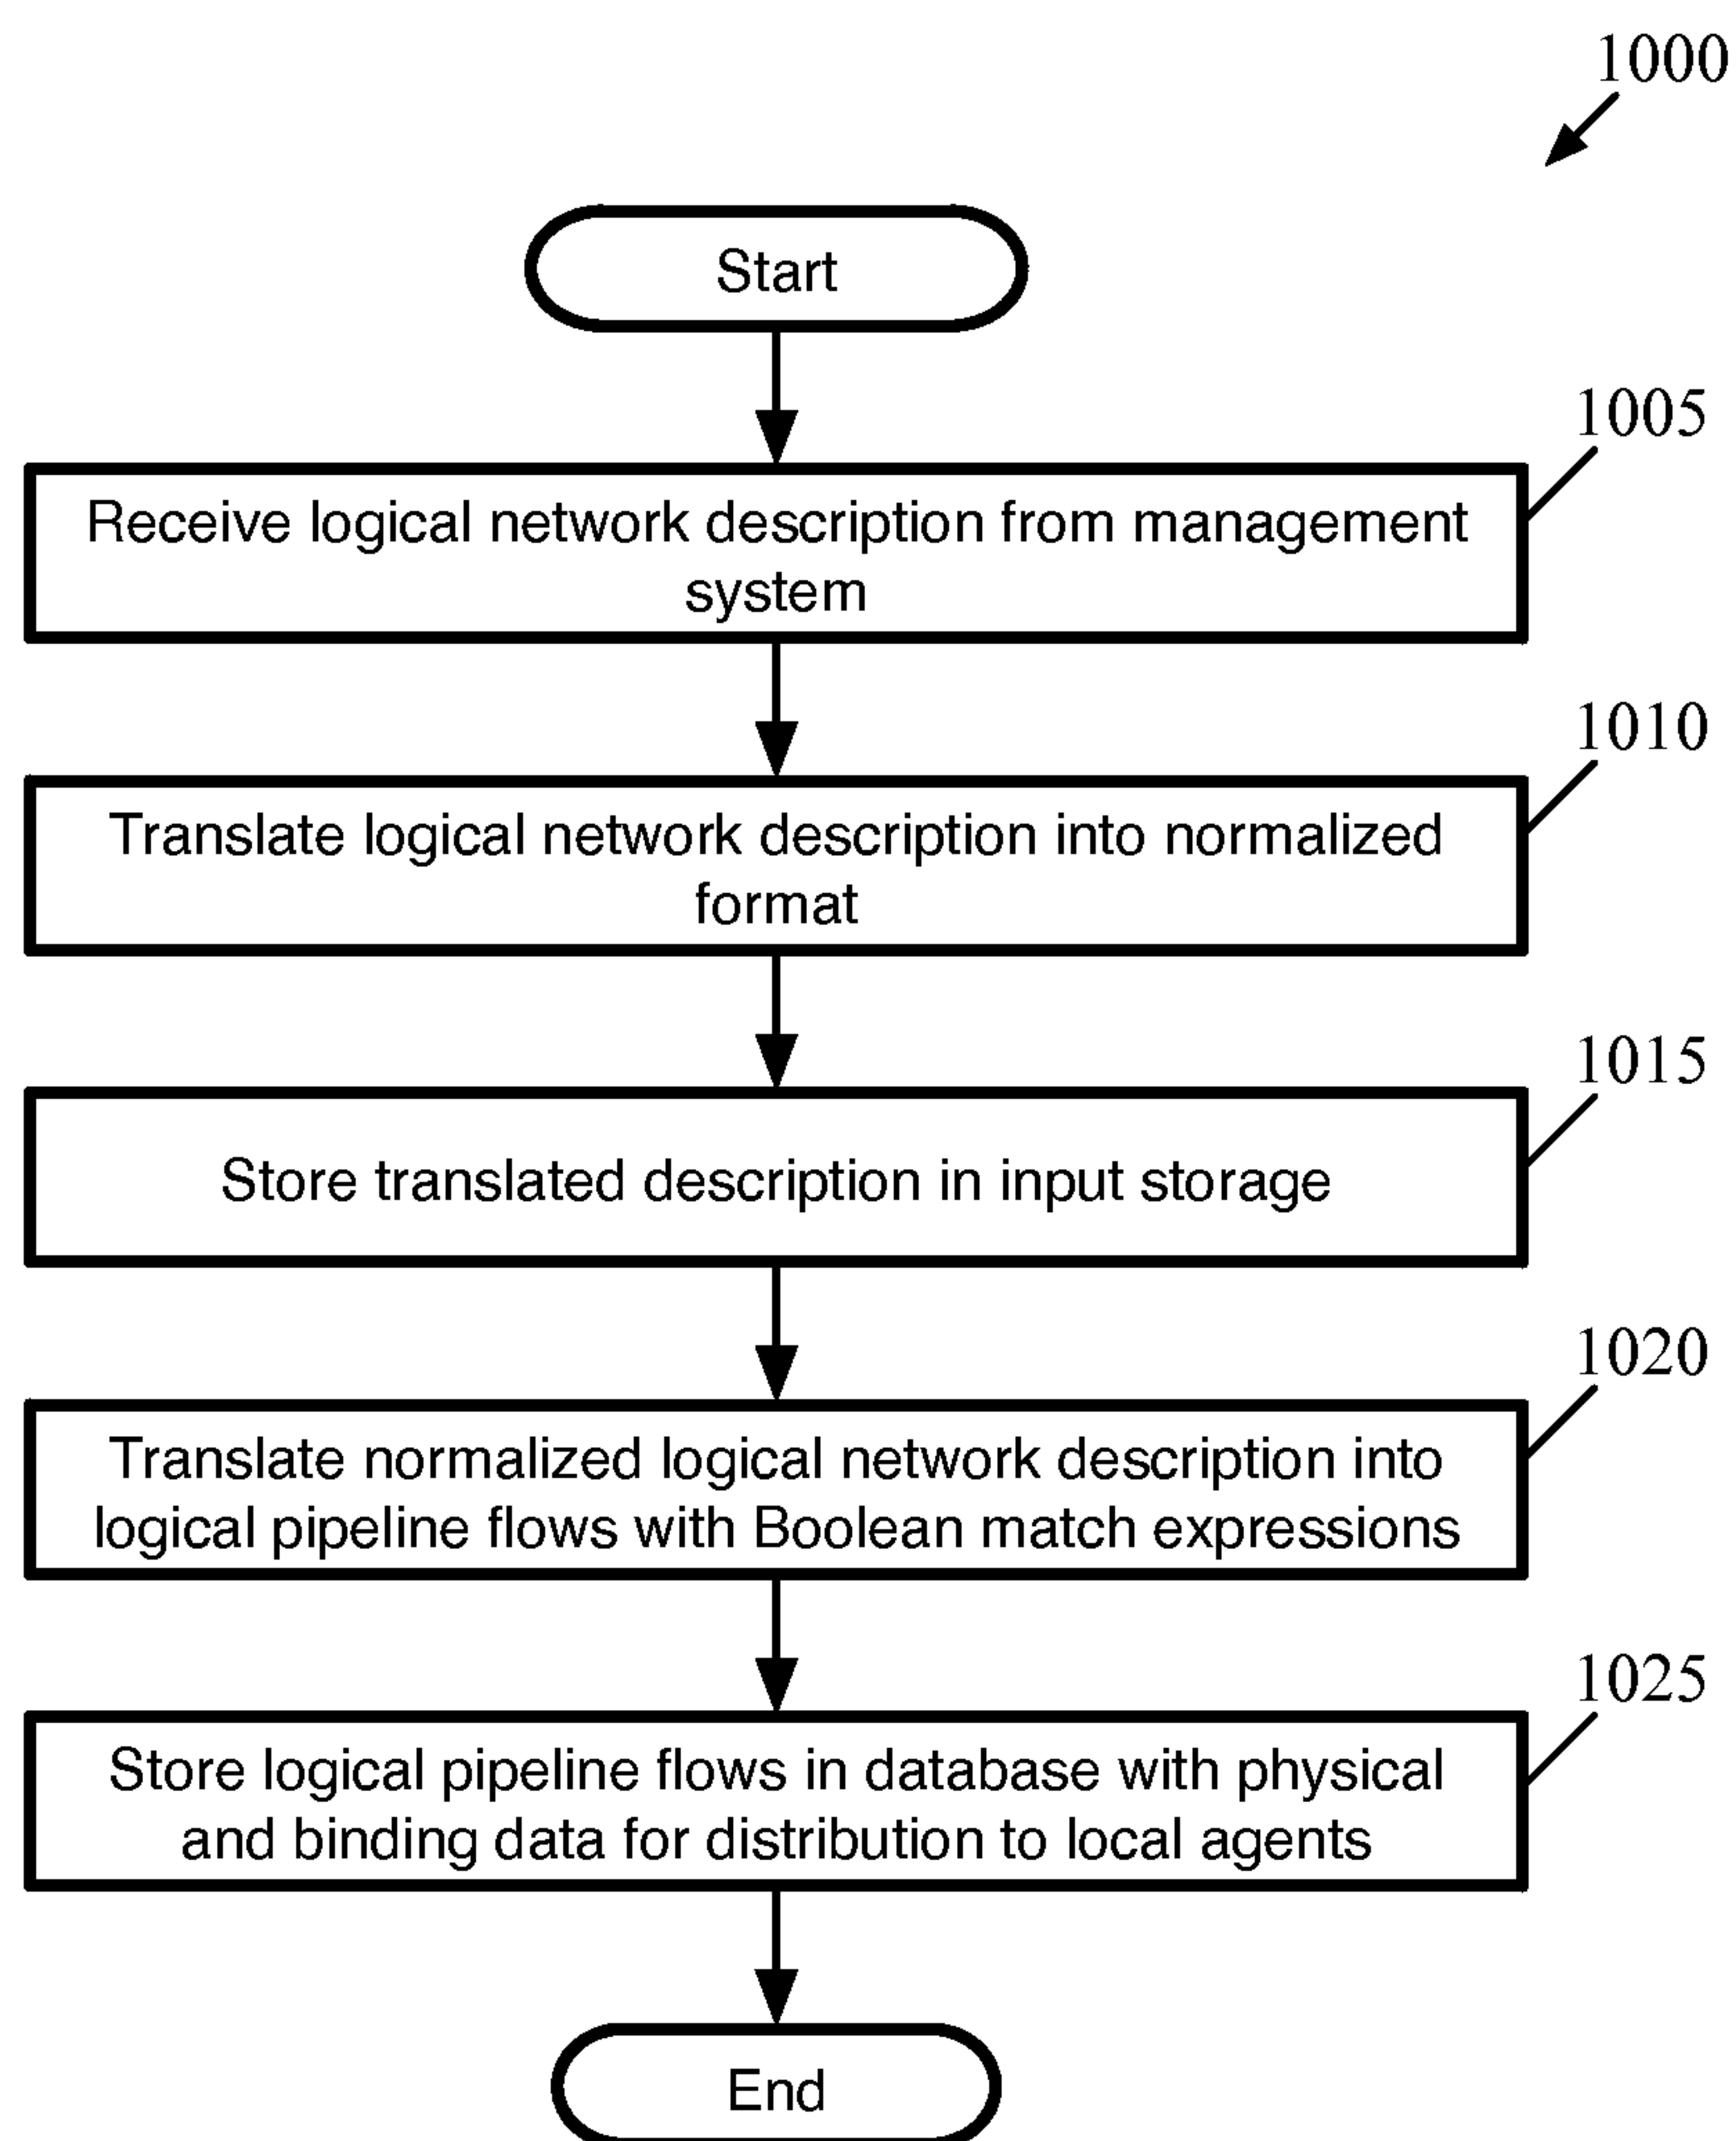 1000
Start
1005
Receive logical network description from management
system
1010
Translate logical network description into normalized
format
1015
Store translated description in input storage
1020
Translate normalized logical network description into
logical pipeline flows with Boolean match expressions
1025
Store logical pipeline flows in database with physical
and binding data for distribution to local agents
End